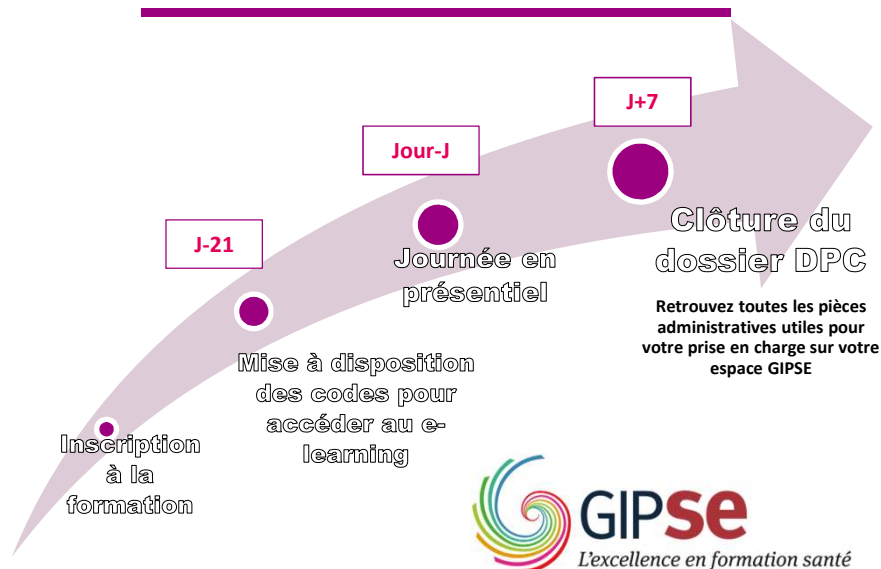 J+7
Jour-J
J-21
Clôture du
dossier DPC
Retrouvez toutes les pièces
administratives utiles pour
votre prise en charge sur votre
espace GIPSE
Journée en
présentiel
Mise à disposition
des codes pour
accéder au e-
learning
Inscription
à la
formation
GIPSe
L'excellence en formation santé